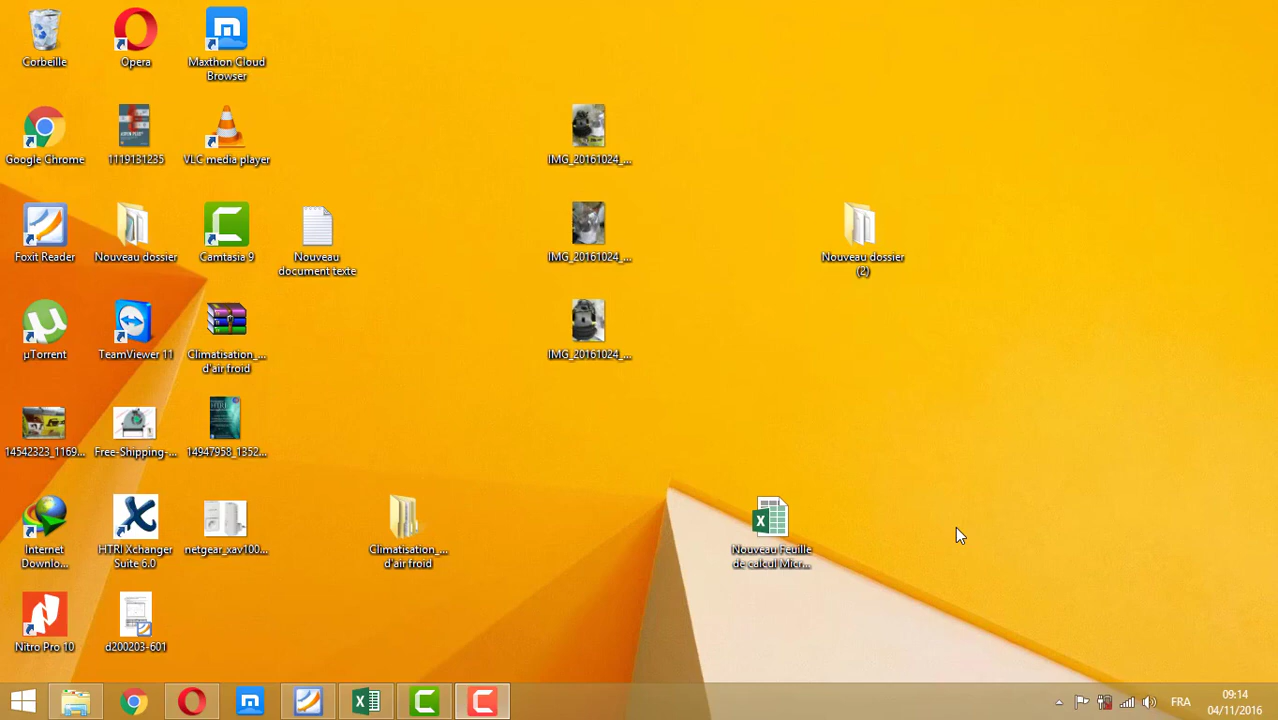 Corbeille
Opera
Maxthon Cloud
Browser
Google Chrome
1119131235
VLC media player
IMG_20161024_...
Foxit Reader
Nouveau dossier
Camtasia 9
Nouveau
document texte
IMG_20161024_...
Nouveau dossier
(2)
µTorrent
TeamViewer 11
Climatisation_...
d'air froid
IMG_20161024_...
14542323_1169...
Free-Shipping-...
14947958_1352...
Internet
Downlo...
HTRI Xchanger
Suite 6.0
netgear_xav100...
Climatisation_...
d'air froid
Nouveau Feuille
de calcul Micr...
Nitro Pro 10
d200203-601
FRA
09:14
04/11/2016